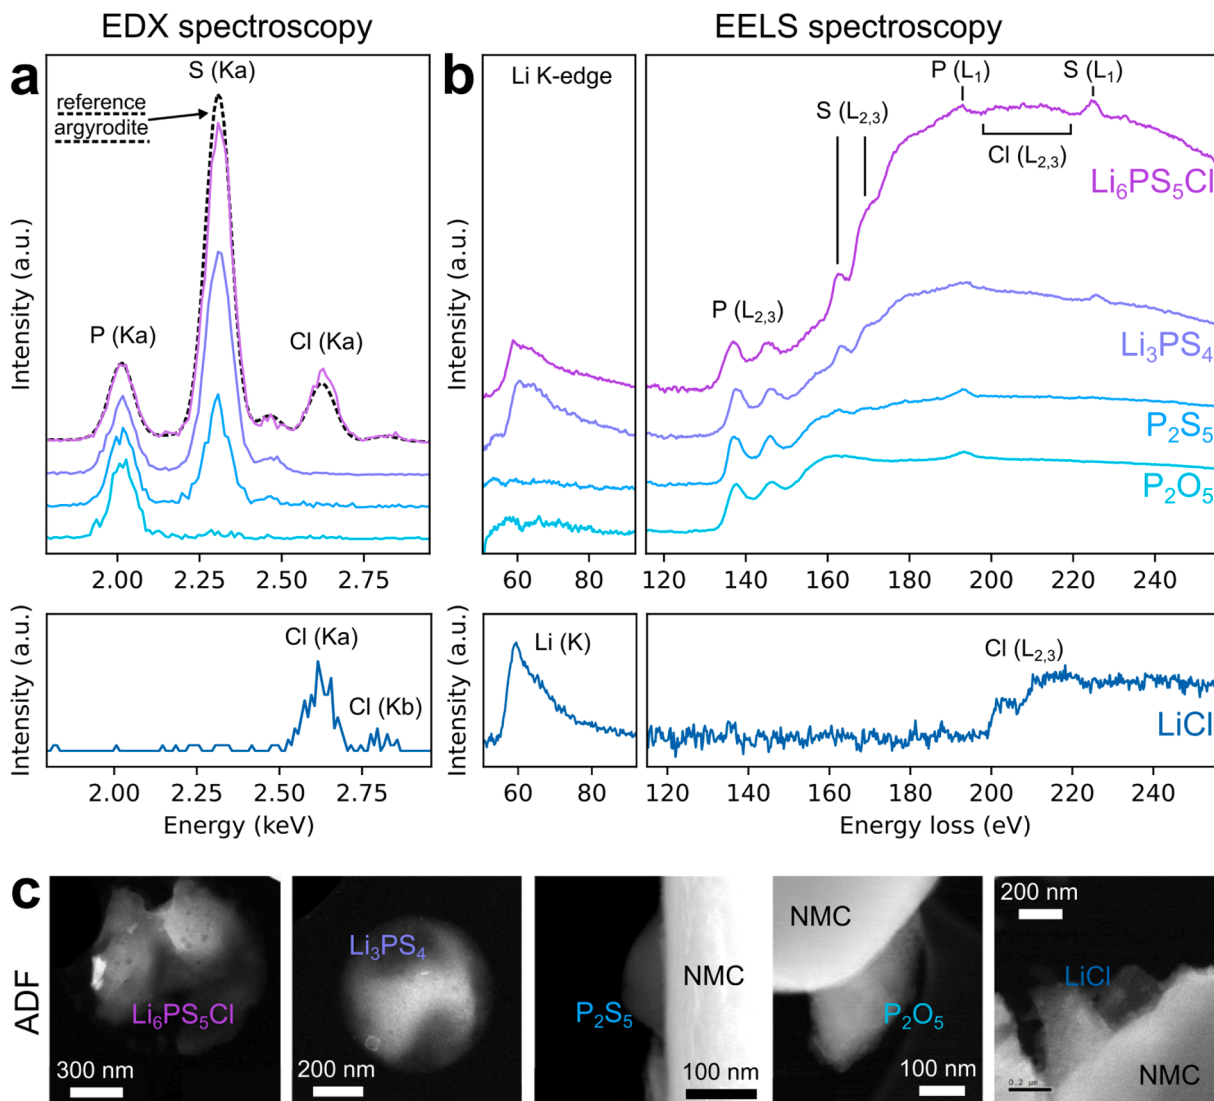 EDX spectroscopy
EELS spectroscopy
a
S (Ka)
reference
argyrodite
P (Ka)
Cl (Ka)
Intensity (a.u.)
2.00 2.25 2.50 2.75
b
Li K-edge
P (L1)
S (L1)
S (L2,3)
Cl (L2,3)
Li6PS5Cl
P (L2,3)
Li3PS4
P2S5
P2O5
Intensity (a.u.)
60 80
120 140 160 180 200 220 240
Cl (Ka)
Cl (Kb)
Intensity (a.u.)
2.00 2.25 2.50 2.75
Energy (keV)
Li (K)
Cl (L2,3)
LiCl
Intensity (a.u.)
60 80
120 140 160 180 200 220 240
Energy loss (eV)
c
ADF
Li6PS5Cl
300 nm
Li3PS4
200 nm
NMC
P2S5
100 nm
NMC
P2O5
100 nm
200 nm
LiCl
NMC
0.2 µm